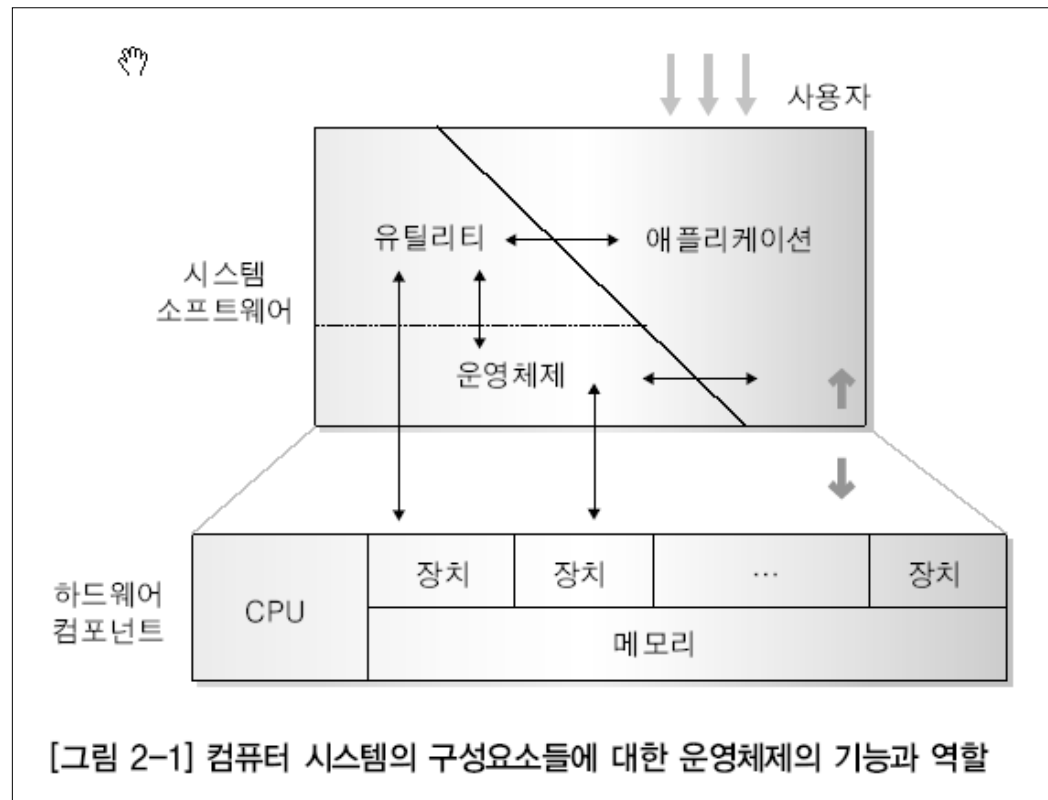 사용자
유틸리티
애플리케이션
시스템
소프트웨어
운영체제
장치
장치
…
장치
하드웨어
컴포넌트
CPU
메모리
[그림 2-1] 컴퓨터 시스템의 구성요소들에 대한 운영체제의 기능과 역할